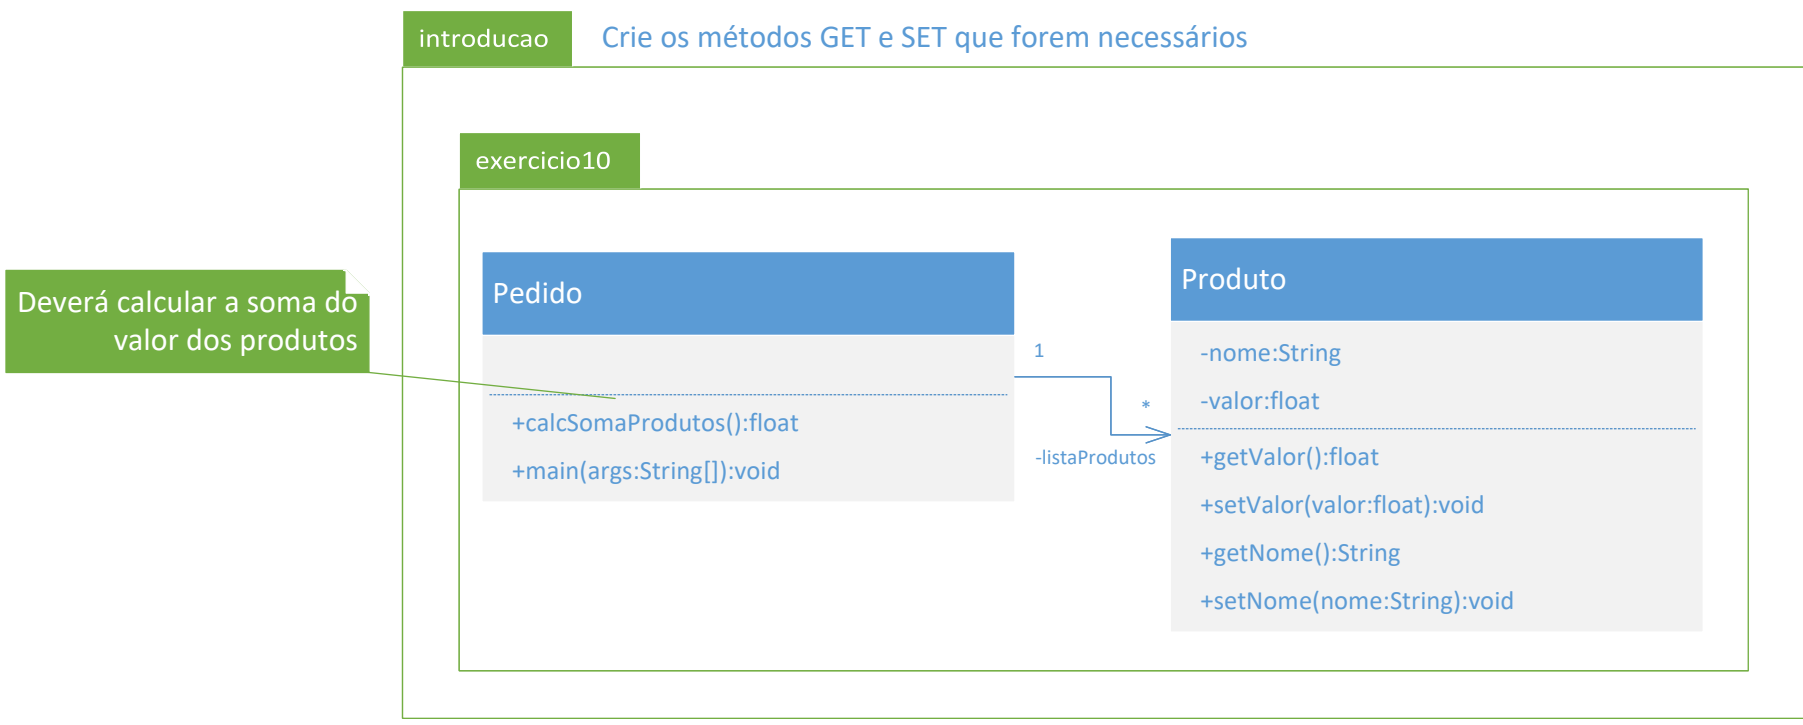 introducao
Crie os métodos GET e SET que forem necessários
exercicio10
Deverá calcular a soma do
valor dos produtos
Pedido
+calcSomaProdutos():float
+main(args:String[]):void
1
*
-listaProdutos
Produto
-nome:String
-valor:float
+getValor():float
+setValor(valor:float):void
+getNome():String
+setNome(nome:String):void